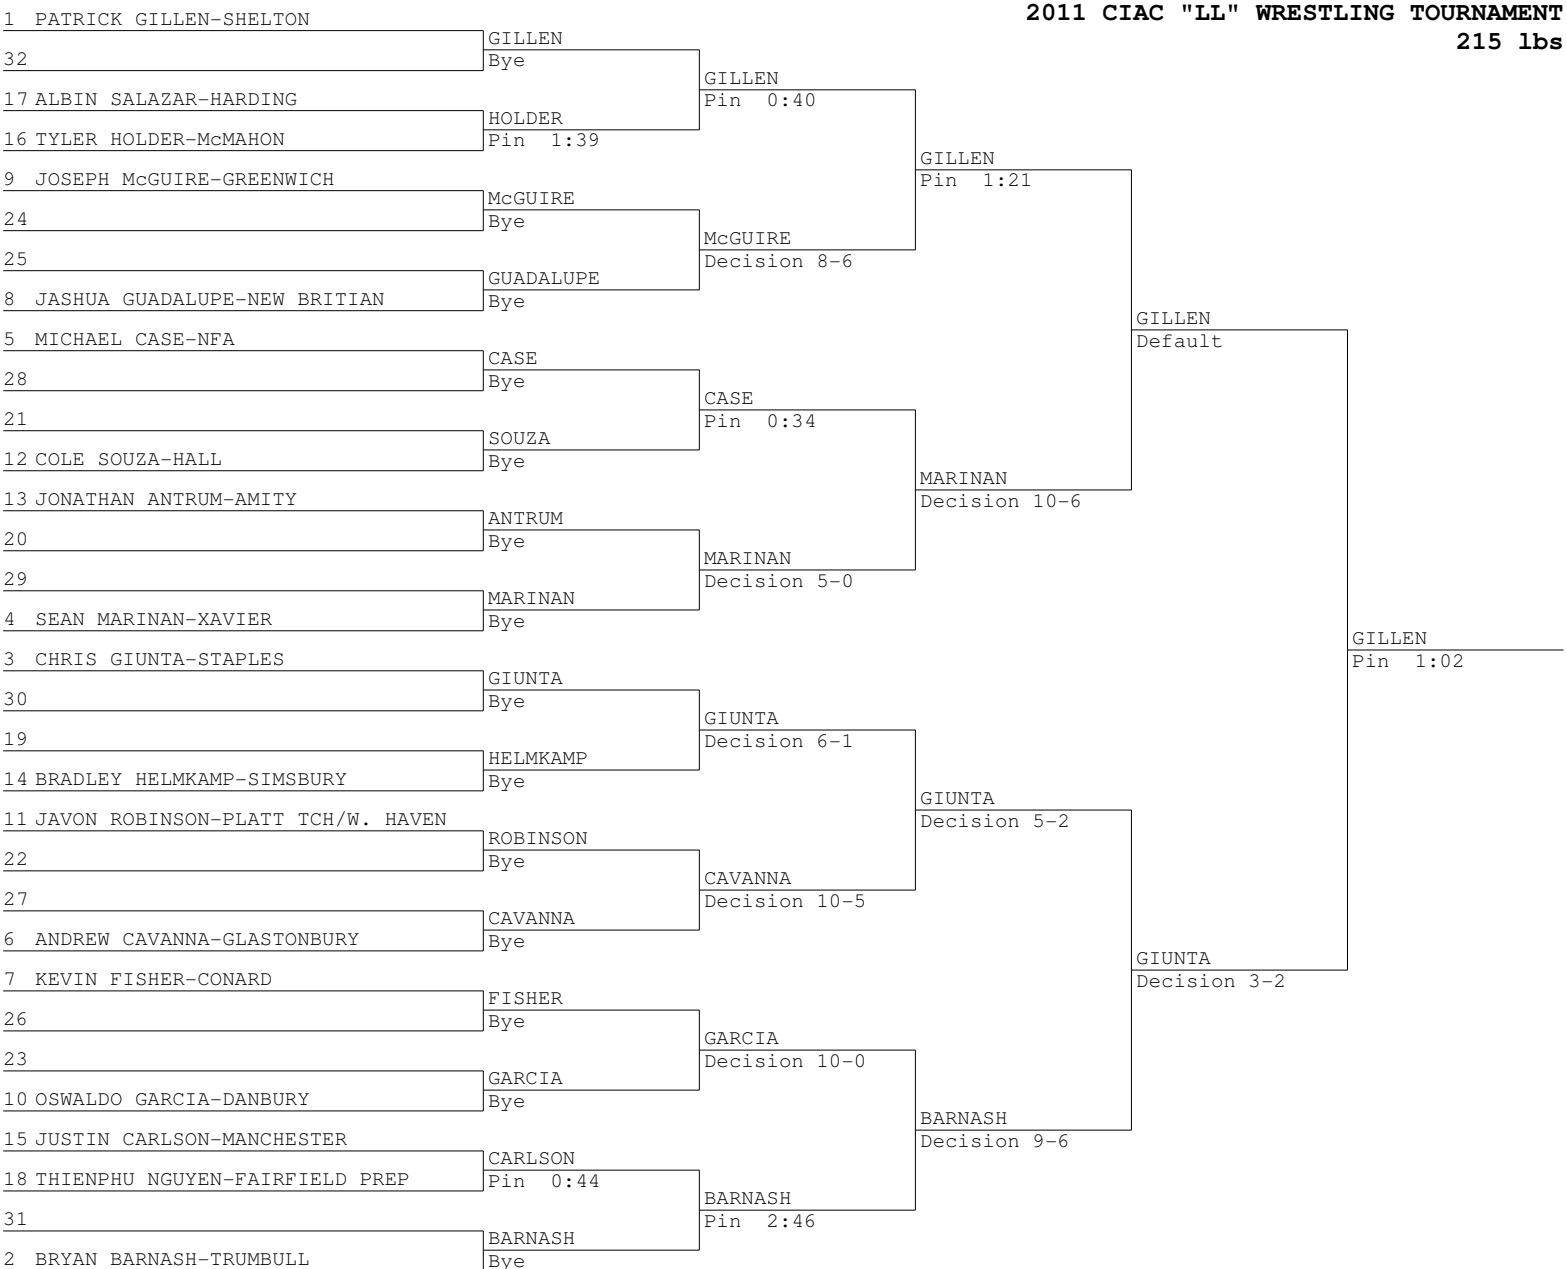 2011 CIAC "LL" WRESTLING TOURNAMENT
215 lbs
1 PATRICK GILLEN-SHELTON
32
17 ALBIN SALAZAR-HARDING
16 TYLER HOLDER-McMAHON
9 JOSEPH McGUIRE-GREENWICH
24
25
8 JASHUA GUADALUPE-NEW BRITIAN
5 MICHAEL CASE-NFA
28
21
12 COLE SOUZA-HALL
13 JONATHAN ANTRUM-AMITY
20
29
4 SEAN MARINAN-XAVIER
3 CHRIS GIUNTA-STAPLES
30
19
14 BRADLEY HELMKAMP-SIMSBURY
11 JAVON ROBINSON-PLATT TCH/W. HAVEN
22
27
6 ANDREW CAVANNA-GLASTONBURY
7 KEVIN FISHER-CONARD
26
23
10 OSWALDO GARCIA-DANBURY
15 JUSTIN CARLSON-MANCHESTER
18 THIENPHU NGUYEN-FAIRFIELD PREP
31
2 BRYAN BARNASH-TRUMBULL
GILLEN
Bye
HOLDER
Pin 1:39
McGUIRE
Bye
GUADALUPE
Bye
CASE
Bye
SOUZA
Bye
ANTRUM
Bye
MARINAN
Bye
GIUNTA
Bye
HELMKAMP
Bye
ROBINSON
Bye
CAVANNA
Bye
FISHER
Bye
GARCIA
Bye
CARLSON
Pin 0:44
BARNASH
Bye
GILLEN
Pin 0:40
McGUIRE
Decision 8-6
CASE
Pin 0:34
MARINAN
Decision 5-0
GIUNTA
Decision 6-1
CAVANNA
Decision 10-5
GARCIA
Decision 10-0
BARNASH
Pin 2:46
GILLEN
Pin 1:21
MARINAN
Decision 10-6
GIUNTA
Decision 5-2
BARNASH
Decision 9-6
GILLEN
Default
GIUNTA
Decision 3-2
GILLEN
Pin 1:02